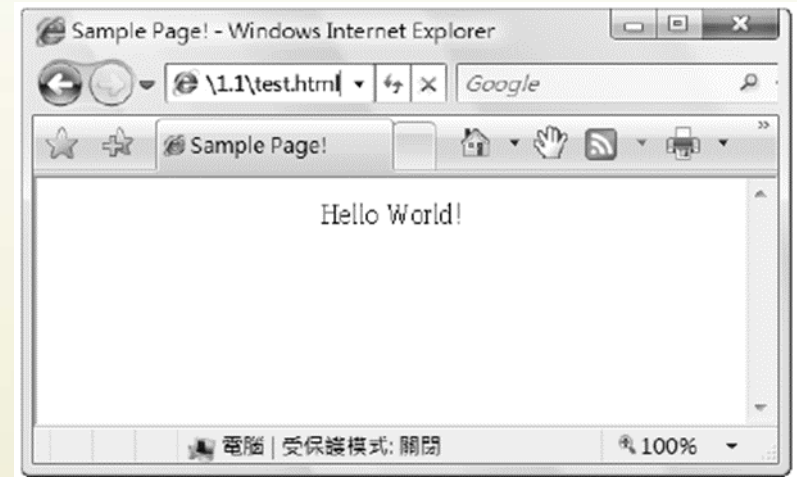 Sample Page! - Windows Internet Explorer
\1.1\test.html Google
Sample Page!
Hello World!
電腦 | 受保護模式: 關閉 100%